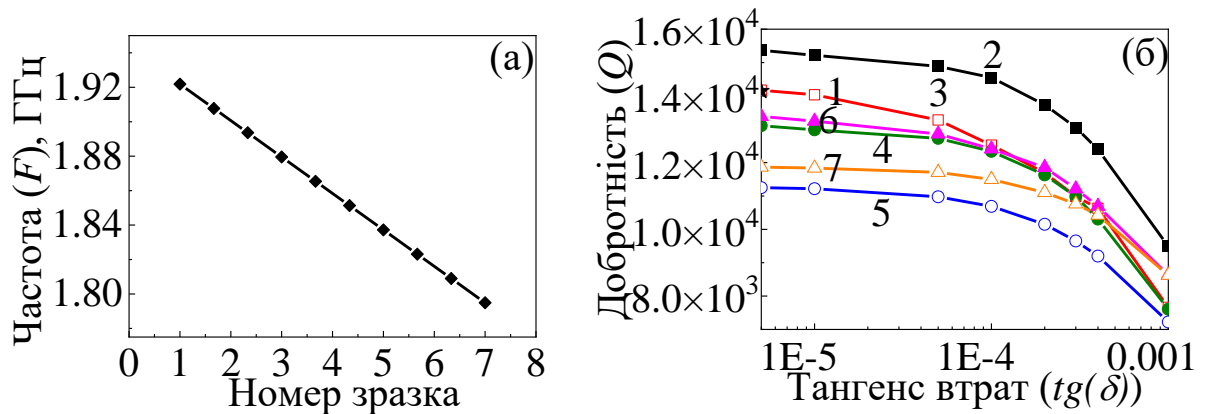 (а)
Частота (F), ГГц
1.92
1.88
1.84
1.80
0 1 2 3 4 5 6 7 8
Номер зразка
(б)
Добротність (Q)
1.6×10⁴
1.4×10⁴
1.2×10⁴
1.0×10⁴
8.0×10³
2
1
3
6
4
7
5
1E-5 1E-4 0.001
Тангенс втрат (tg(δ))